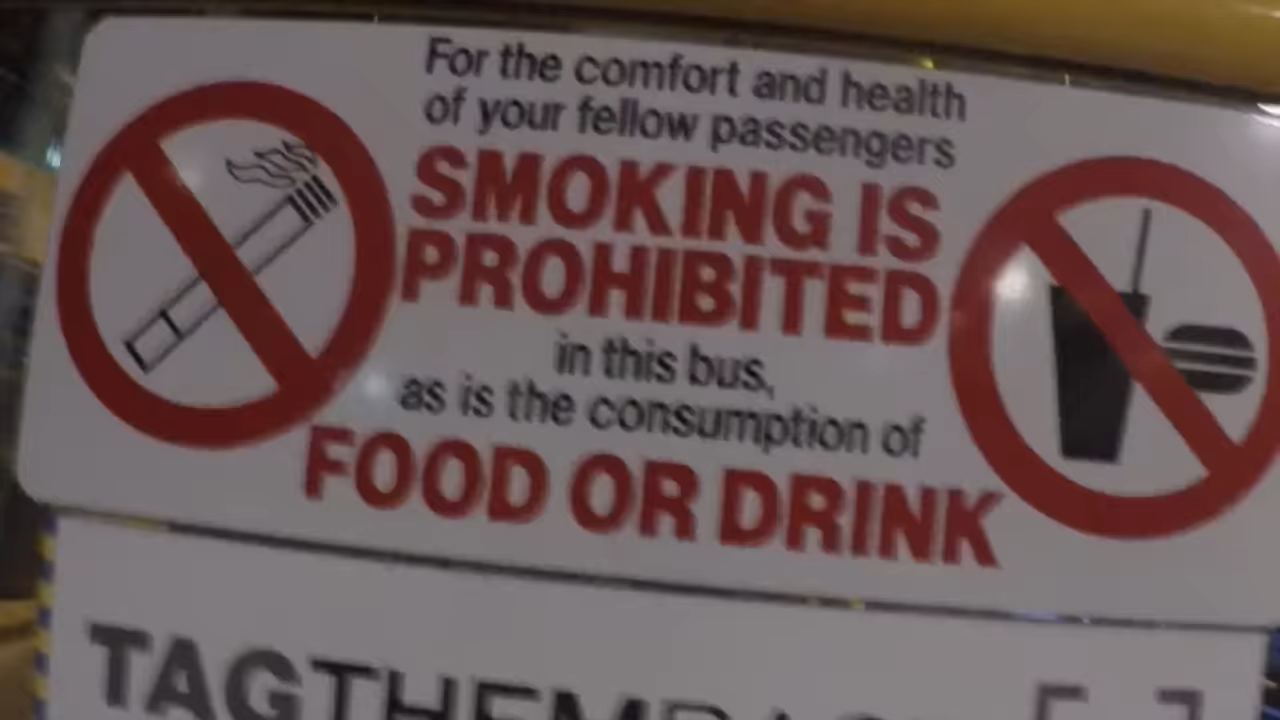 For the comfort and health
of your fellow passengers
SMOKING IS
PROHIBITED
in this bus,
as is the consumption of
FOOD OR DRINK